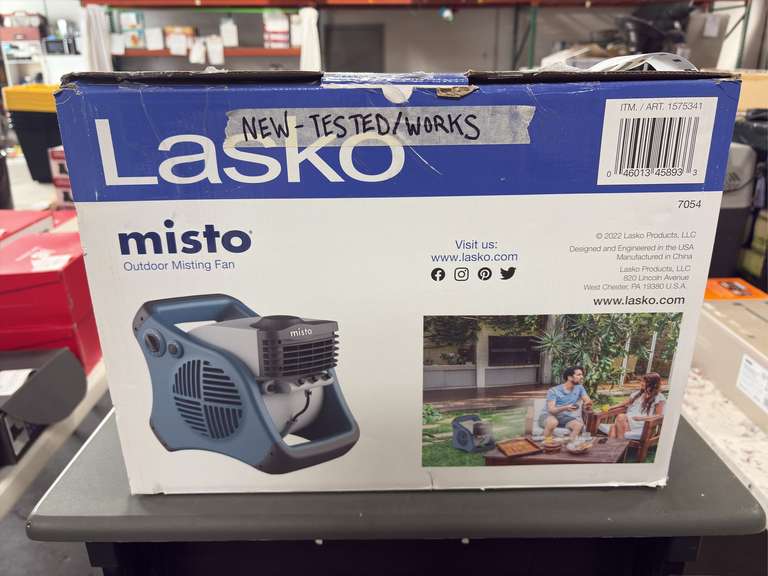 NEW-TESTED/WORKS
Lasko
ITM. / ART. 1575341
0 46013 45893 3
7054
misto
Outdoor Misting Fan
Visit us:
www.lasko.com
© 2022 Lasko Products, LLC
Designed and Engineered in the USA
Manufactured in China
Lasko Products, LLC
820 Lincoln Avenue
West Chester, PA 19380 U.S.A.
www.lasko.com
misto